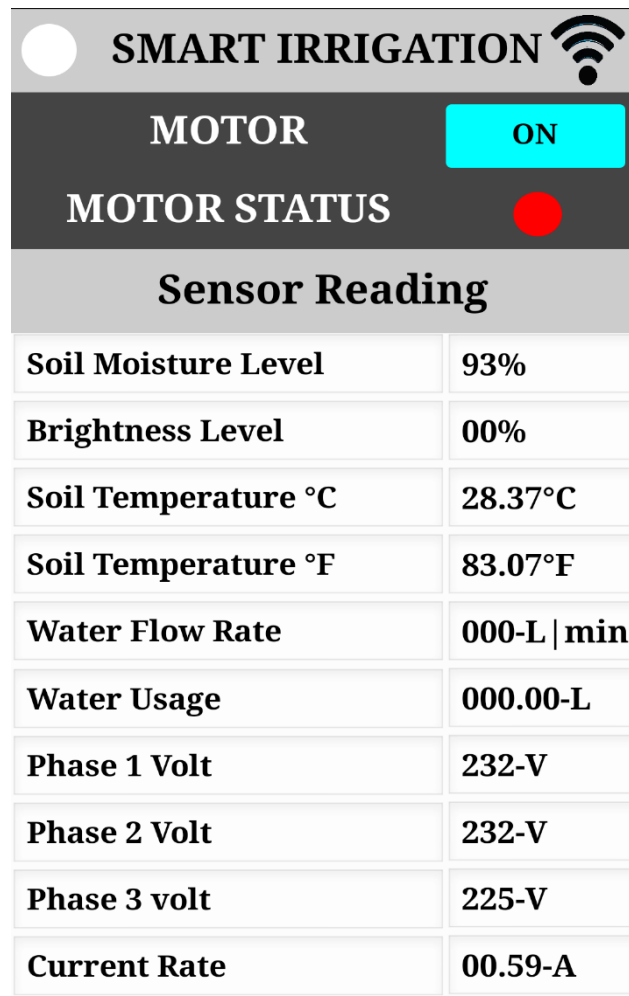 SMART IRRIGATION
MOTOR ON
MOTOR STATUS
Sensor Reading
Soil Moisture Level 93%
Brightness Level 00%
Soil Temperature °C 28.37°C
Soil Temperature °F 83.07°F
Water Flow Rate 000-L|min
Water Usage 000.00-L
Phase 1 Volt 232-V
Phase 2 Volt 232-V
Phase 3 volt 225-V
Current Rate 00.59-A